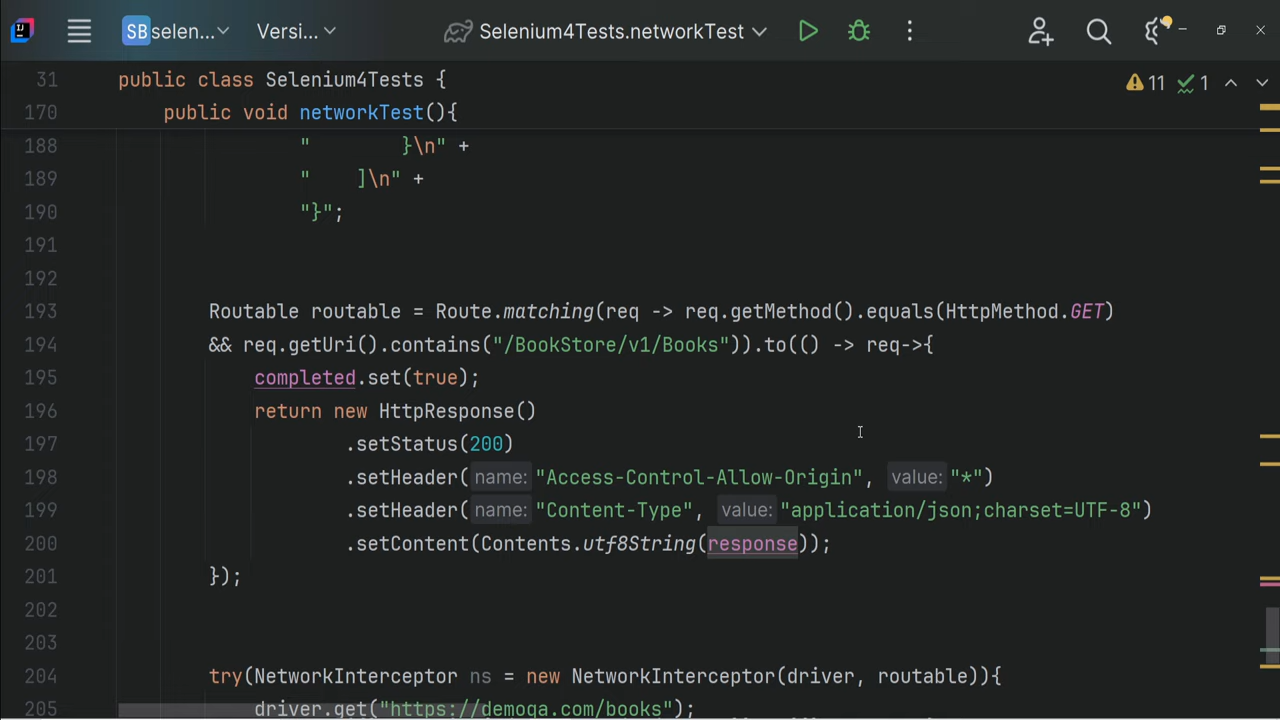 SB selen... Versi... Selenium4Tests.networkTest
31 public class Selenium4Tests { 11 1
170 public void networkTest(){
188 " }\n" +
189 " ]\n" +
190 "}";
191
192
193 Routable routable = Route.matching(req -> req.getMethod().equals(HttpMethod.GET)
194 && req.getUri().contains("/BookStore/v1/Books")).to(() -> req->{
195 completed.set(true);
196 return new HttpResponse()
197 .setStatus(200)
198 .setHeader( name: "Access-Control-Allow-Origin", value: "*")
199 .setHeader( name: "Content-Type", value: "application/json;charset=UTF-8")
200 .setContent(Contents.utf8String(response));
201 });
202
203
204 try(NetworkInterceptor ns = new NetworkInterceptor(driver, routable)){
205 driver.get("https://demoqa.com/books");